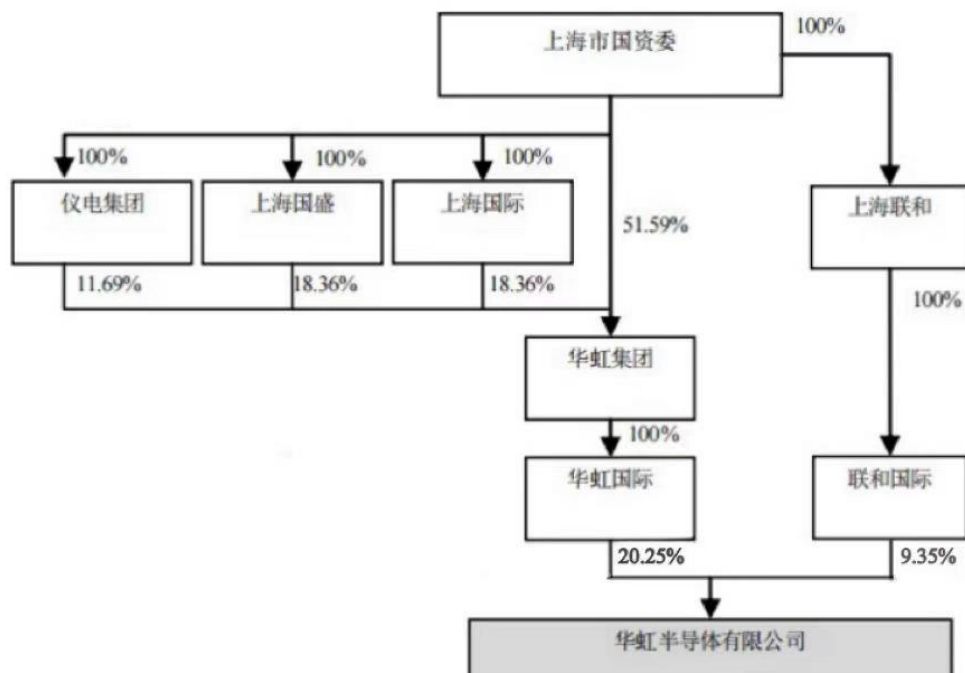 上海市国资委
100%
100%
100%
100%
仪电集团
上海国盛
上海国际
上海联和
51.59%
11.69%
18.36%
18.36%
100%
华虹集团
100%
华虹国际
联和国际
20.25%
9.35%
华虹半导体有限公司